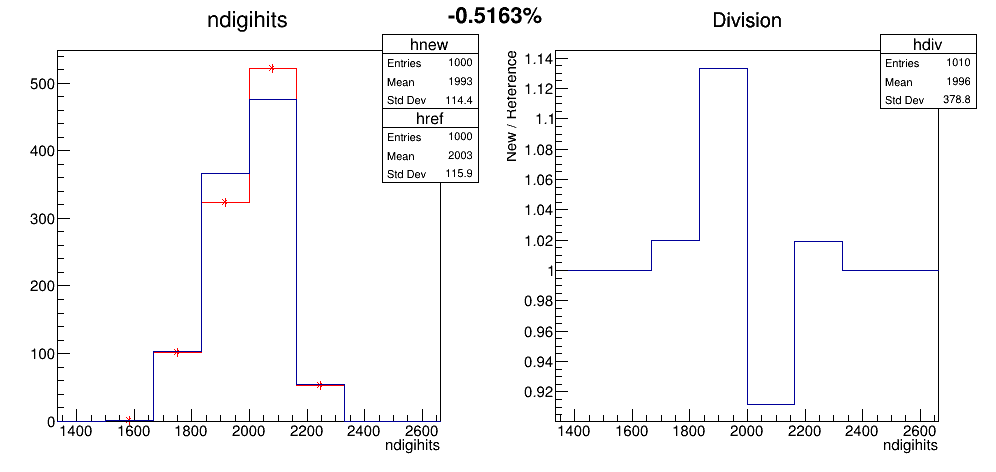 -0.5163%
ndigihits
hnew
Entries 1000
Mean 1993
Std Dev 114.4
href
Entries 1000
Mean 2003
Std Dev 115.9
500
400
300
200
100
0
1400 1600 1800 2000 2200 2400 2600
ndigihits
Division
hdiv
Entries 1010
Mean 1996
Std Dev 378.8
New / Reference
1.14
1.12
1.1
1.08
1.06
1.04
1.02
1
0.98
0.96
0.94
0.92
1400 1600 1800 2000 2200 2400 2600
ndigihits